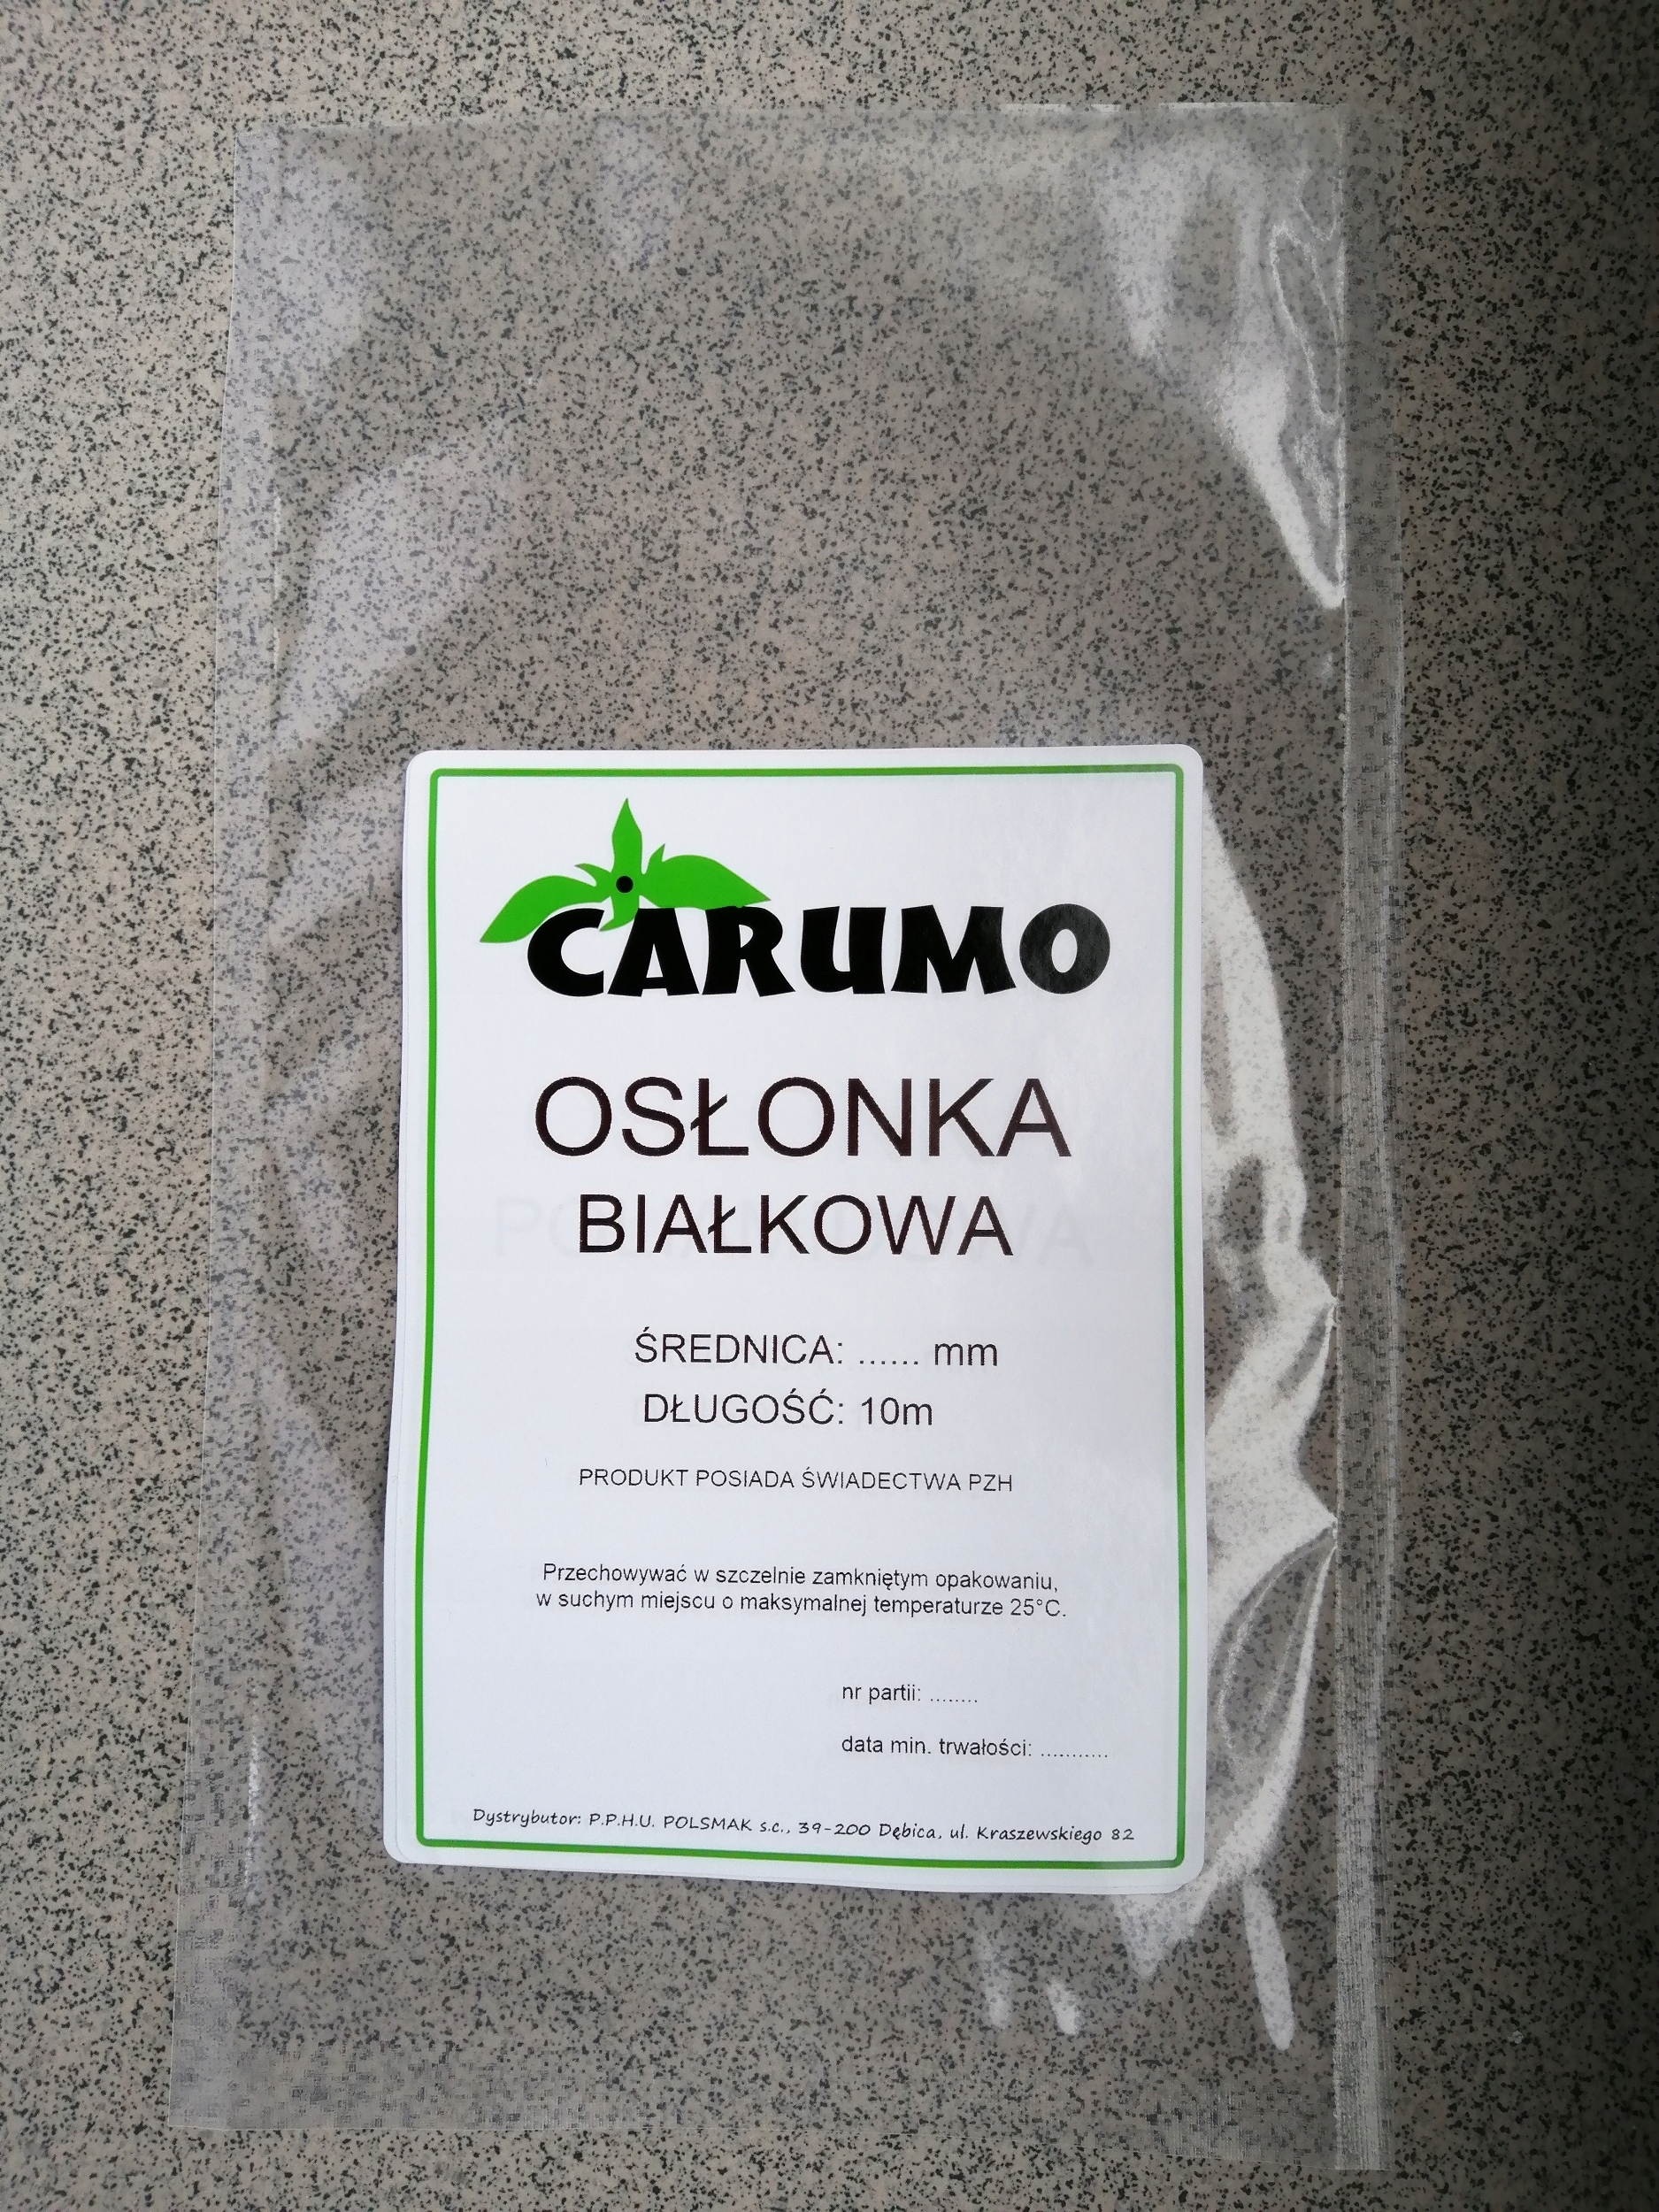 CARUMO
OSŁONKA
BIAŁKOWA
ŚREDNICA: ...... mm
DŁUGOŚĆ: 10m
PRODUKT POSIADA ŚWIADECTWA PZH
Przechowywać w szczelnie zamkniętym opakowaniu,
w suchym miejscu o maksymalnej temperaturze 25°C.
nr partii: ........
data min. trwałości: ...........
Dystrybutor: P.P.H.U. POLSMAK s.c., 39-200 Dębica, ul. Kraszewskiego 82